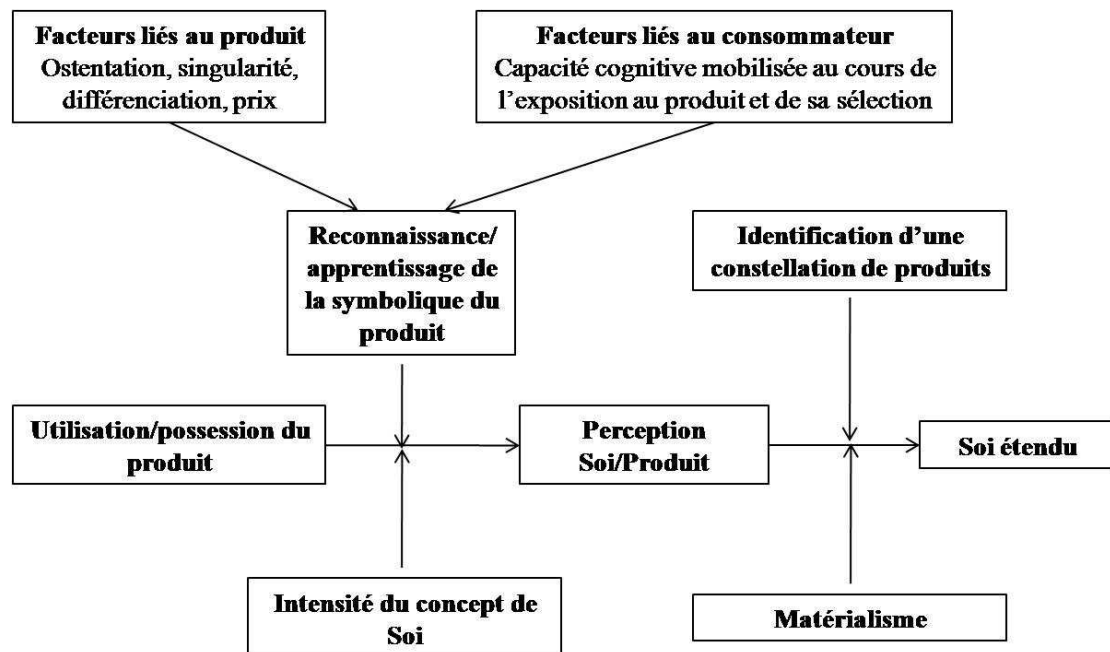 Facteurs liés au produit
Ostentation, singularité,
différenciation, prix
Facteurs liés au consommateur
Capacité cognitive mobilisée au cours de
l’exposition au produit et de sa sélection
Reconnaissance/
apprentissage de
la symbolique du
produit
Identification d’une
constellation de produits
Utilisation/possession du
produit
Perception
Soi/Produit
Soi étendu
Intensité du concept de
Soi
Matérialisme